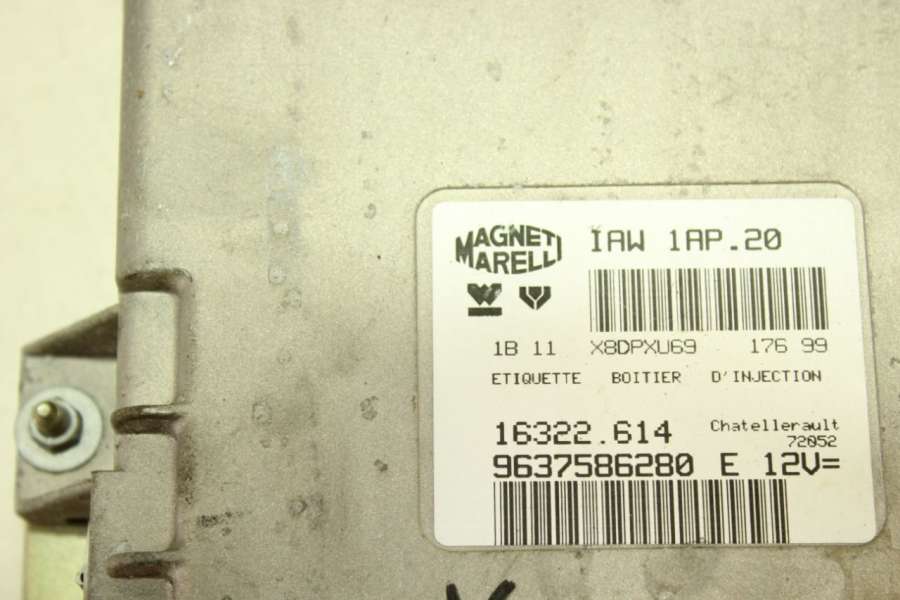 MAGNETI MARELLI
IAW 1AP.20
1B 11 X8DPXU69 176 99
ETIQUETTE BOITIER D'INJECTION
16322.614 Chatellerault
72052
9637586280 E 12V=